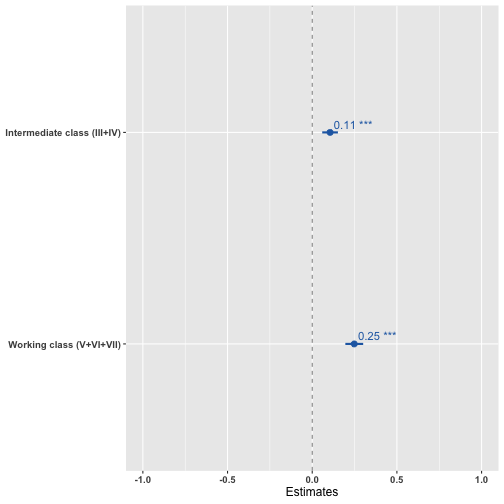 0.11 ***
Intermediate class (III+IV)
0.25 ***
Working class (V+VI+VII)
-1.0 -0.5 0.0 0.5 1.0
Estimates